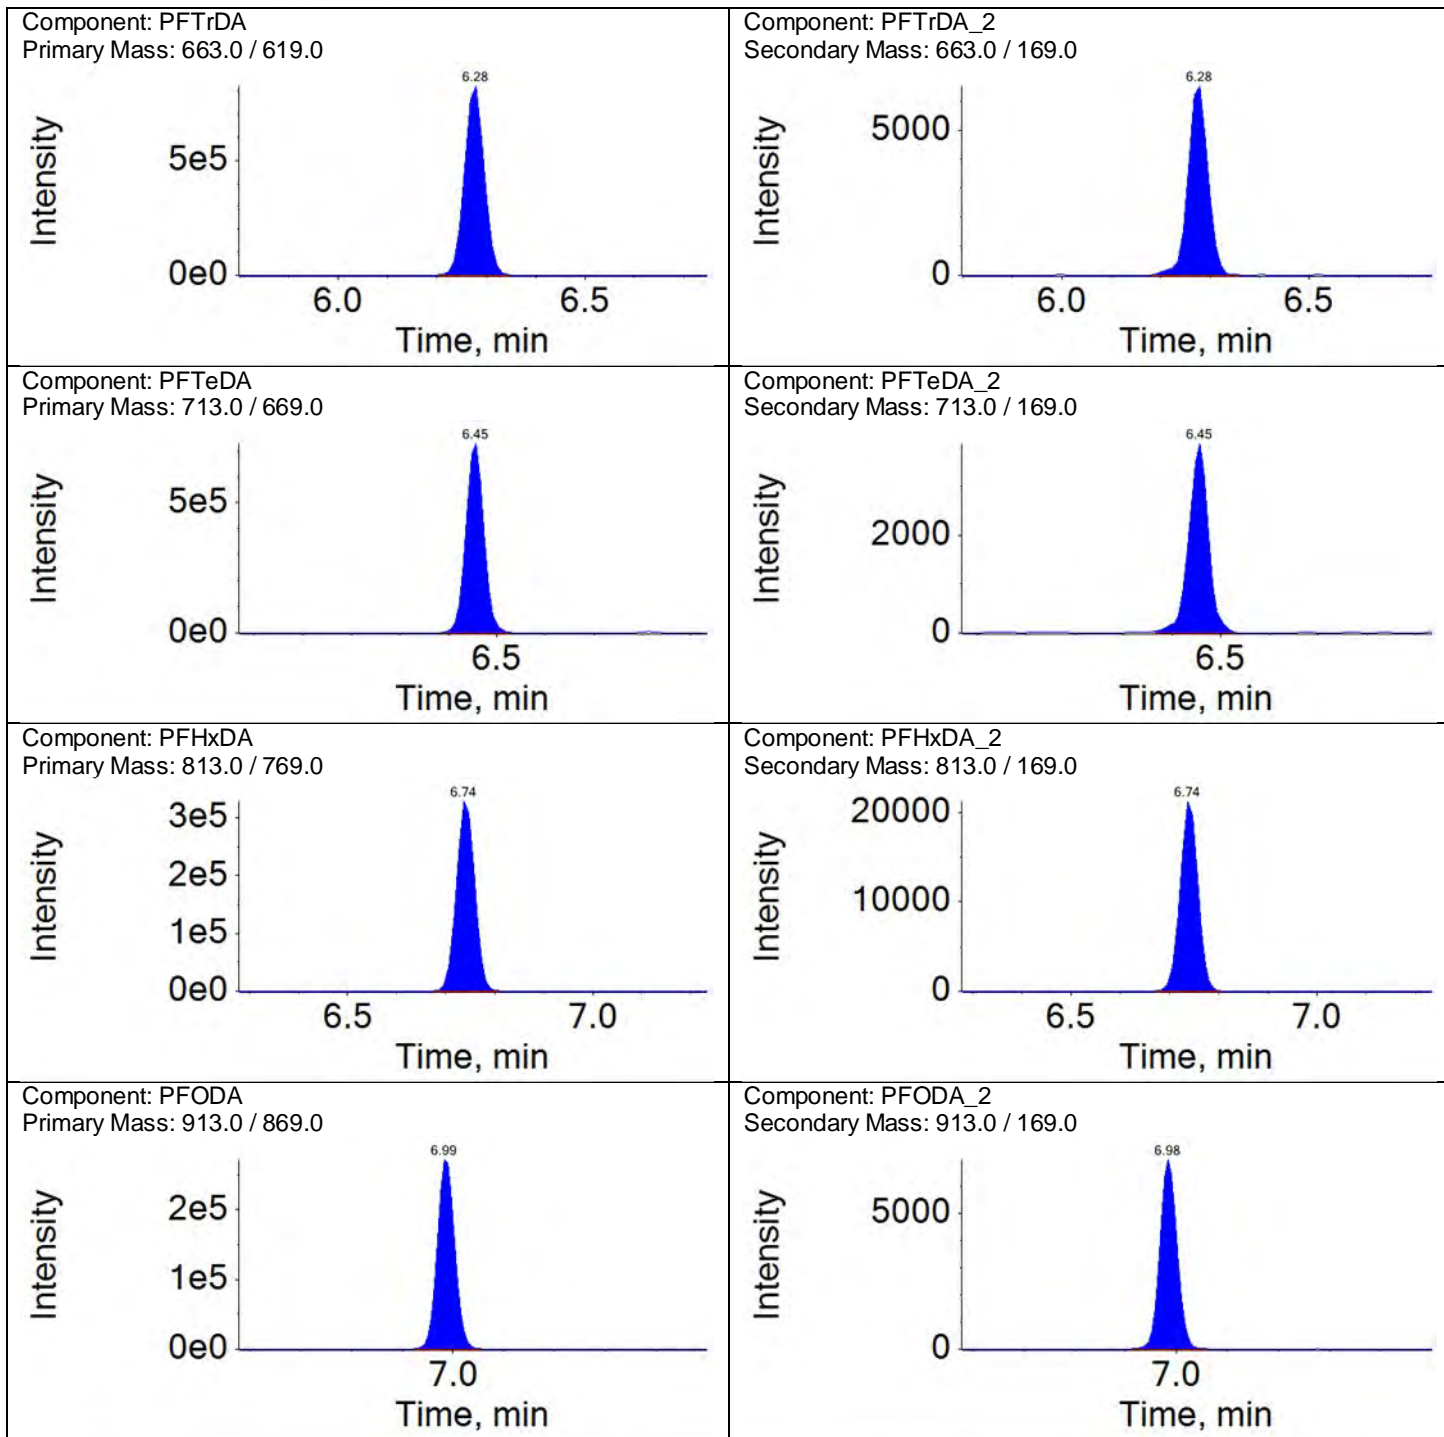 Component: PFTrDA
Primary Mass: 663.0 / 619.0
6.28
Intensity
5e5
0e0
6.0 6.5
Time, min
Component: PFTrDA_2
Secondary Mass: 663.0 / 169.0
6.28
Intensity
5000
0
6.0 6.5
Time, min
Component: PFTeDA
Primary Mass: 713.0 / 669.0
6.45
Intensity
5e5
0e0
6.5
Time, min
Component: PFTeDA_2
Secondary Mass: 713.0 / 169.0
6.45
Intensity
2000
0
6.5
Time, min
Component: PFHxDA
Primary Mass: 813.0 / 769.0
6.74
Intensity
3e5
2e5
1e5
0e0
6.5 7.0
Time, min
Component: PFHxDA_2
Secondary Mass: 813.0 / 169.0
6.74
Intensity
20000
10000
0
6.5 7.0
Time, min
Component: PFODA
Primary Mass: 913.0 / 869.0
6.99
Intensity
2e5
1e5
0e0
7.0
Time, min
Component: PFODA_2
Secondary Mass: 913.0 / 169.0
6.98
Intensity
5000
0
7.0
Time, min